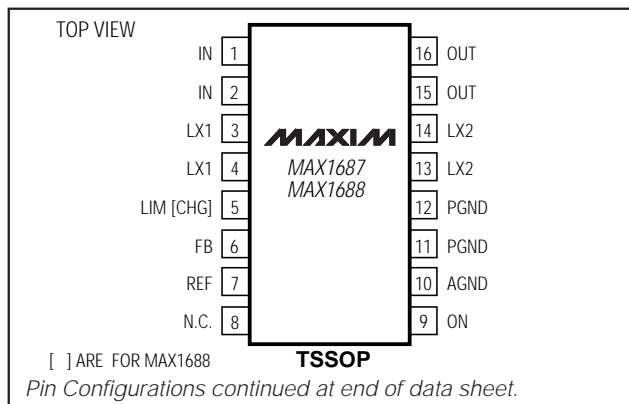 TOP VIEW
IN 1
IN 2
LX1 3
LX1 4
LIM [CHG] 5
FB 6
REF 7
N.C. 8
MAXIM
MAX1687
MAX1688
16 OUT
15 OUT
14 LX2
13 LX2
12 PGND
11 PGND
10 AGND
9 ON
[ ] ARE FOR MAX1688
TSSOP
Pin Configurations continued at end of data sheet.